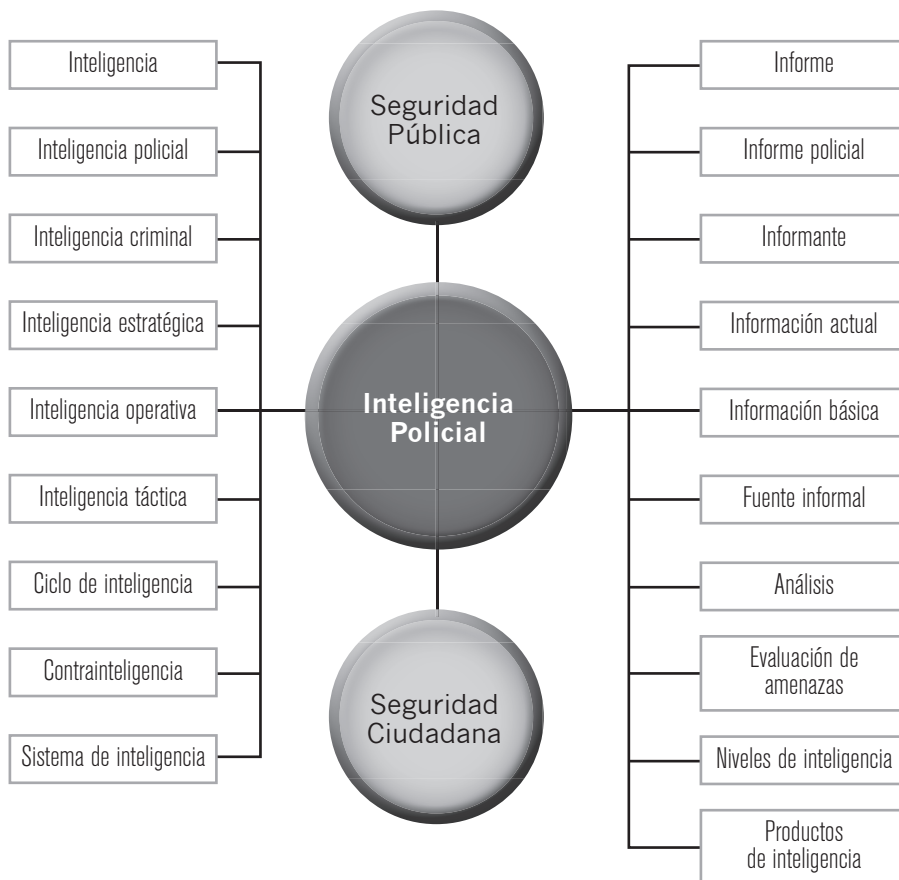 Inteligencia
Inteligencia policial
Inteligencia criminal
Inteligencia estratégica
Inteligencia operativa
Inteligencia táctica
Ciclo de inteligencia
Contrainteligencia
Sistema de inteligencia
Seguridad
Pública
Inteligencia
Policial
Seguridad
Ciudadana
Informe
Informe policial
Informante
Información actual
Información básica
Fuente informal
Análisis
Evaluación de
amenazas
Niveles de inteligencia
Productos
de inteligencia